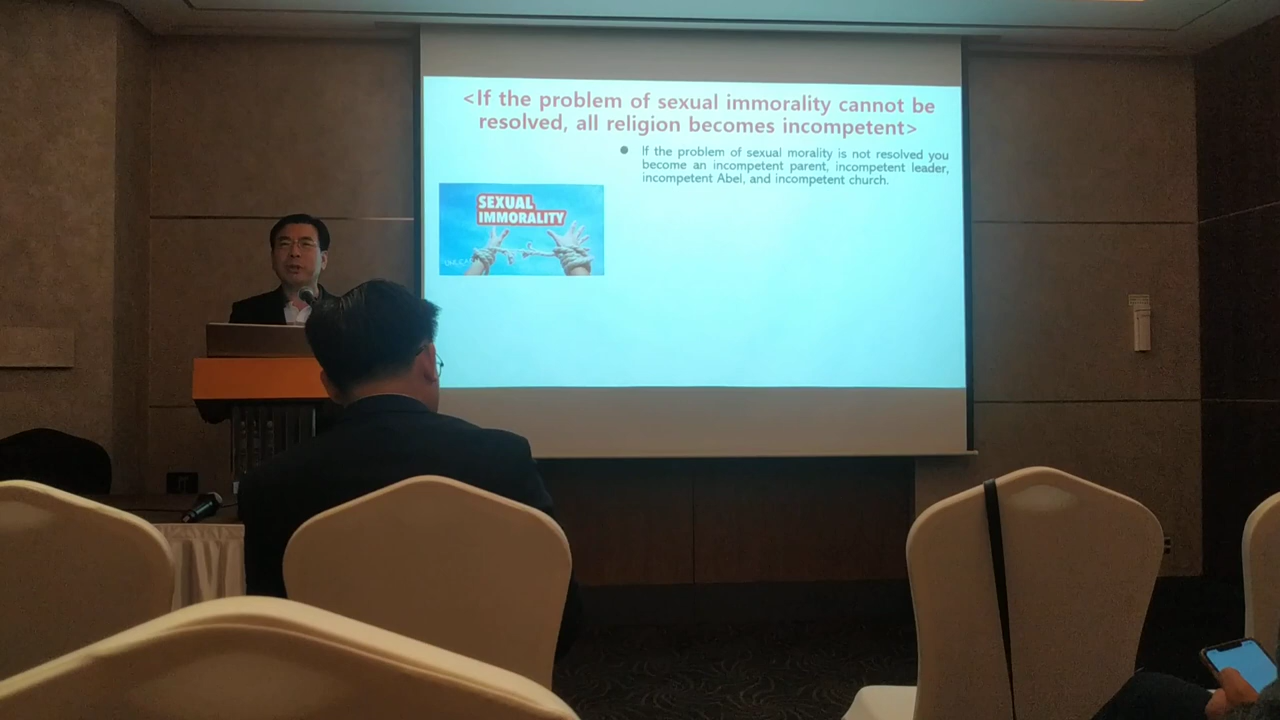 <If the problem of sexual immorality cannot be
resolved, all religion becomes incompetent>
If the problem of sexual morality is not resolved you
become an incompetent parent, incompetent leader,
incompetent Abel, and incompetent church.
SEXUAL
IMMORALITY